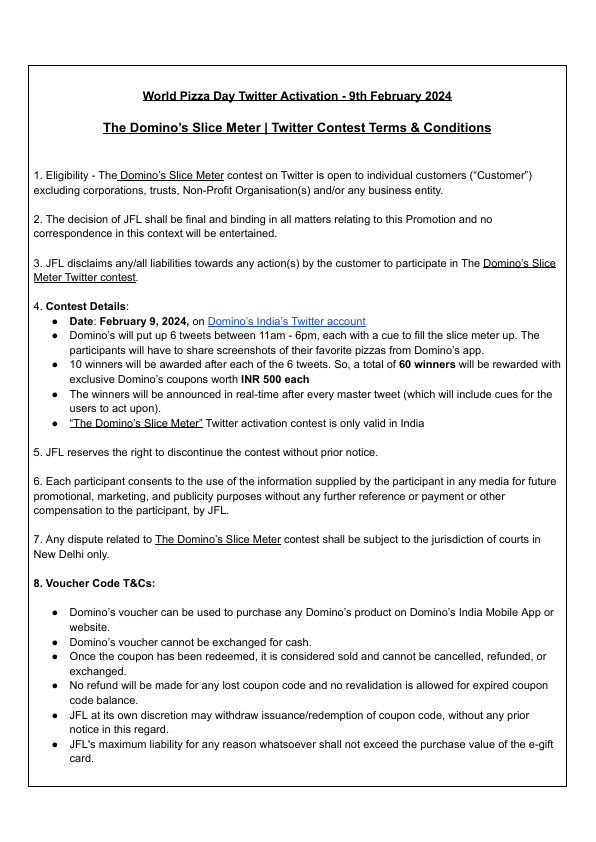 World Pizza Day Twitter Activation - 9th February 2024
The Domino’s Slice Meter | Twitter Contest Terms & Conditions
1. Eligibility - The Domino’s Slice Meter contest on Twitter is open to individual customers (“Customer”)
excluding corporations, trusts, Non-Profit Organisation(s) and/or any business entity.
2. The decision of JFL shall be final and binding in all matters relating to this Promotion and no
correspondence in this context will be entertained.
3. JFL disclaims any/all liabilities towards any action(s) by the customer to participate in The Domino’s Slice
Meter Twitter contest.
4. Contest Details:
● Date: February 9, 2024, on Domino’s India’s Twitter account
● Domino’s will put up 6 tweets between 11am - 6pm, each with a cue to fill the slice meter up. The
participants will have to share screenshots of their favorite pizzas from Domino’s app.
● 10 winners will be awarded after each of the 6 tweets. So, a total of 60 winners will be rewarded with
exclusive Domino’s coupons worth INR 500 each
● The winners will be announced in real-time after every master tweet (which will include cues for the
users to act upon).
● “The Domino’s Slice Meter” Twitter activation contest is only valid in India
5. JFL reserves the right to discontinue the contest without prior notice.
6. Each participant consents to the use of the information supplied by the participant in any media for future
promotional, marketing, and publicity purposes without any further reference or payment or other
compensation to the participant, by JFL.
7. Any dispute related to The Domino’s Slice Meter contest shall be subject to the jurisdiction of courts in
New Delhi only.
8. Voucher Code T&Cs:
● Domino’s voucher can be used to purchase any Domino’s product on Domino’s India Mobile App or
website.
● Domino’s voucher cannot be exchanged for cash.
● Once the coupon has been redeemed, it is considered sold and cannot be cancelled, refunded, or
exchanged.
● No refund will be made for any lost coupon code and no revalidation is allowed for expired coupon
code balance.
● JFL at its own discretion may withdraw issuance/redemption of coupon code, without any prior
notice in this regard.
● JFL's maximum liability for any reason whatsoever shall not exceed the purchase value of the e-gift
card.